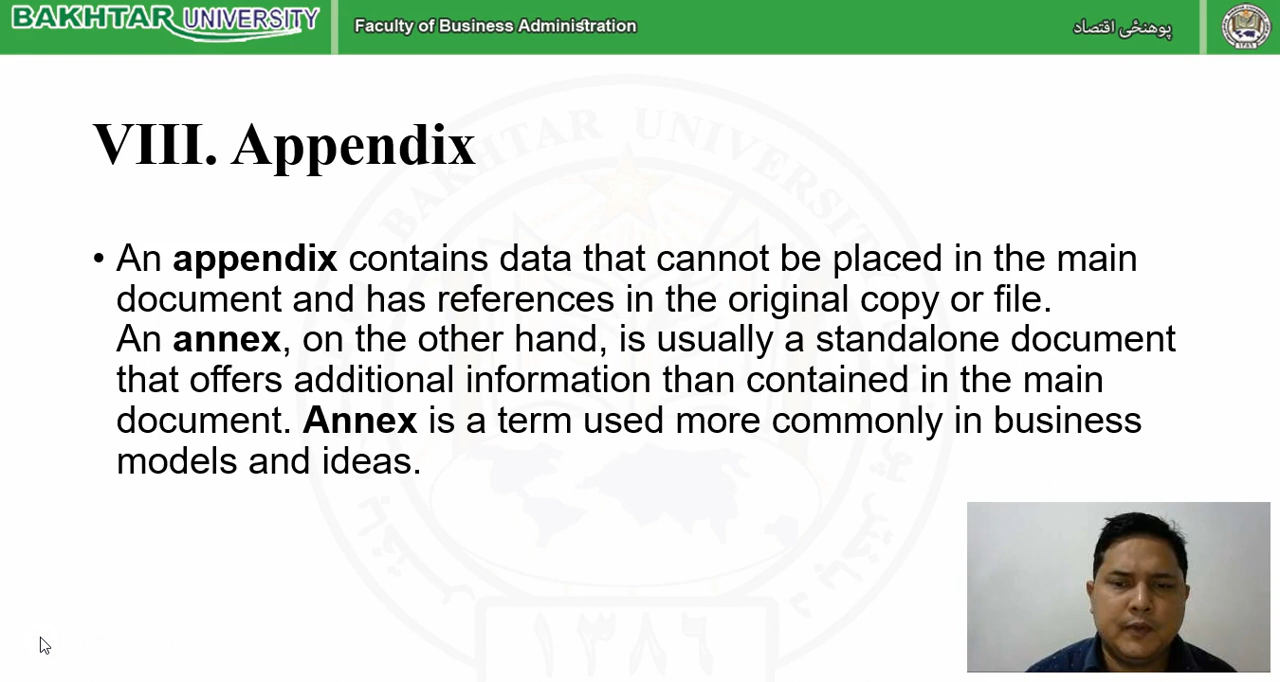 BAKHTAR UNIVERSITY
Faculty of Business Administration
پوهنځی اقتصاد
VIII. Appendix
• An appendix contains data that cannot be placed in the main
document and has references in the original copy or file.
An annex, on the other hand, is usually a standalone document
that offers additional information than contained in the main
document. Annex is a term used more commonly in business
models and ideas.
BAKHTAR UNIVERSITY
۱۳۸۶